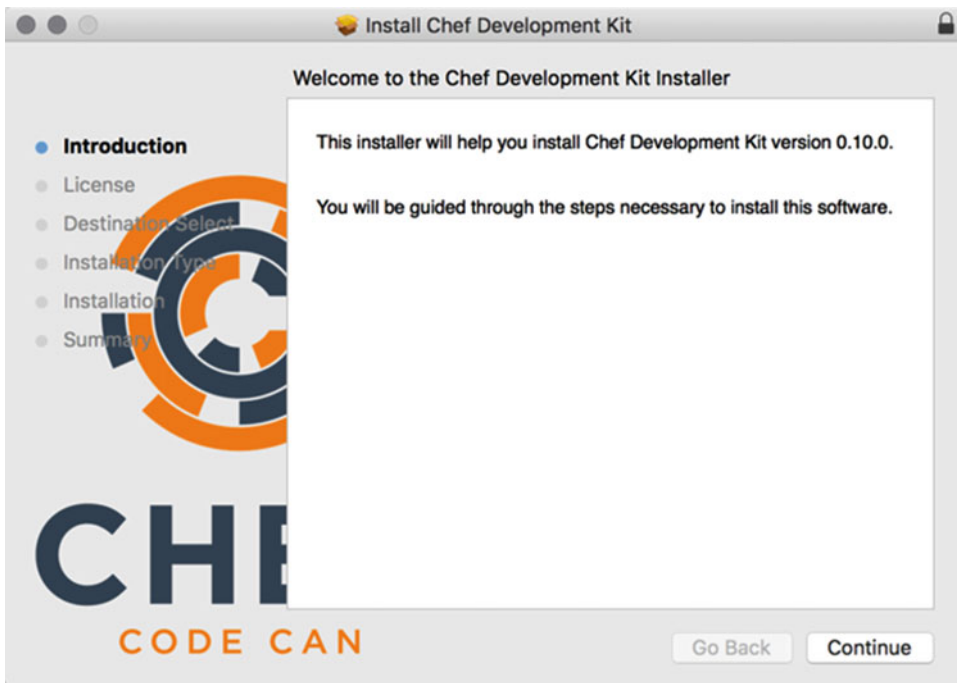 Install Chef Development Kit
Welcome to the Chef Development Kit Installer
Introduction
License
Destination Select
Installation Type
Installation
Summary
This installer will help you install Chef Development Kit version 0.10.0.
You will be guided through the steps necessary to install this software.
CHE
CODE CAN
Go Back
Continue